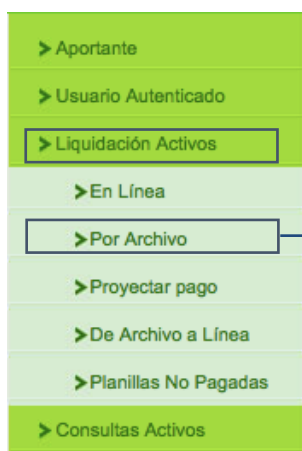 Aportante
Usuario Autenticado
Liquidación Activos
En Línea
Por Archivo
Proyectar pago
De Archivo a Línea
Planillas No Pagadas
Consultas Activos